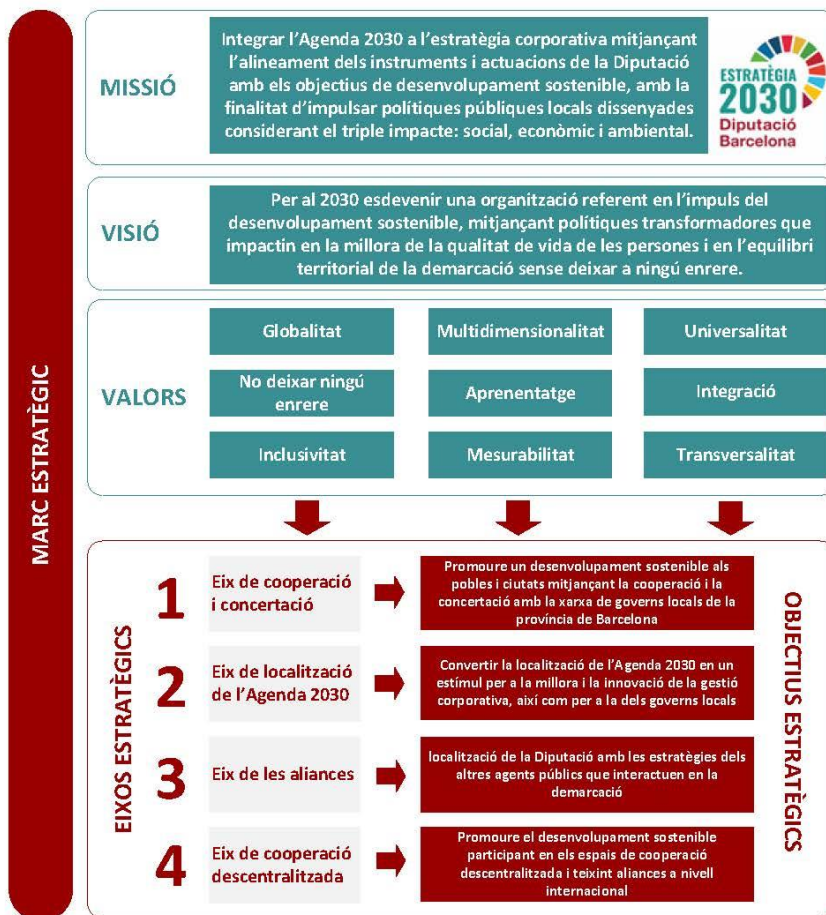 MARC ESTRATÈGIC
MISSIÓ
Integrar l'Agenda 2030 a l'estratègia corporativa mitjançant
l'alineament dels instruments i actuacions de la Diputació
amb els objectius de desenvolupament sostenible, amb la
finalitat d'impulsar polítiques públiques locals dissenyades
considerant el triple impacte: social, econòmic i ambiental.
ESTRATÈGIA
2030
Diputació
Barcelona
VISIÓ
Per al 2030 esdevenir una organització referent en l'impuls del
desenvolupament sostenible, mitjançant polítiques transformadores que
impactin en la millora de la qualitat de vida de les persones i en l'equilibri
territorial de la demarcació sense deixar a ningú enrere.
VALORS
Globalitat
Multidimensionalitat
Universalitat
No deixar ningú
enrere
Aprenentatge
Integració
Inclusivitat
Mesurabilitat
Transversalitat
EIXOS ESTRATÈGICS
1
Eix de cooperació
i concertació
Promoure un desenvolupament sostenible als
pobles i ciutats mitjançant la cooperació i la
concertació amb la xarxa de governs locals de la
província de Barcelona
2
Eix de localització
de l'Agenda 2030
Convertir la localització de l'Agenda 2030 en un
estímul per a la millora i la innovació de la gestió
corporativa, així com per a la dels governs locals
3
Eix de les aliances
localització de la Diputació amb les estratègies dels
altres agents públics que interactuen en la
demarcació
4
Eix de cooperació
descentralitzada
Promoure el desenvolupament sostenible
participant en els espais de cooperació
descentralitzada i teixint aliances a nivell
internacional
OBJECTIUS ESTRATÈGICS